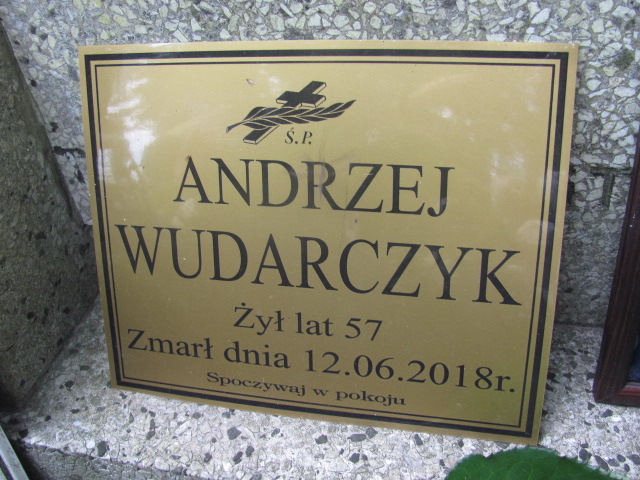 Ś.P.
ANDRZEJ
WUDARCZYK
Żył lat 57
Zmarł dnia 12.06.2018r.
Spoczywaj w pokoju